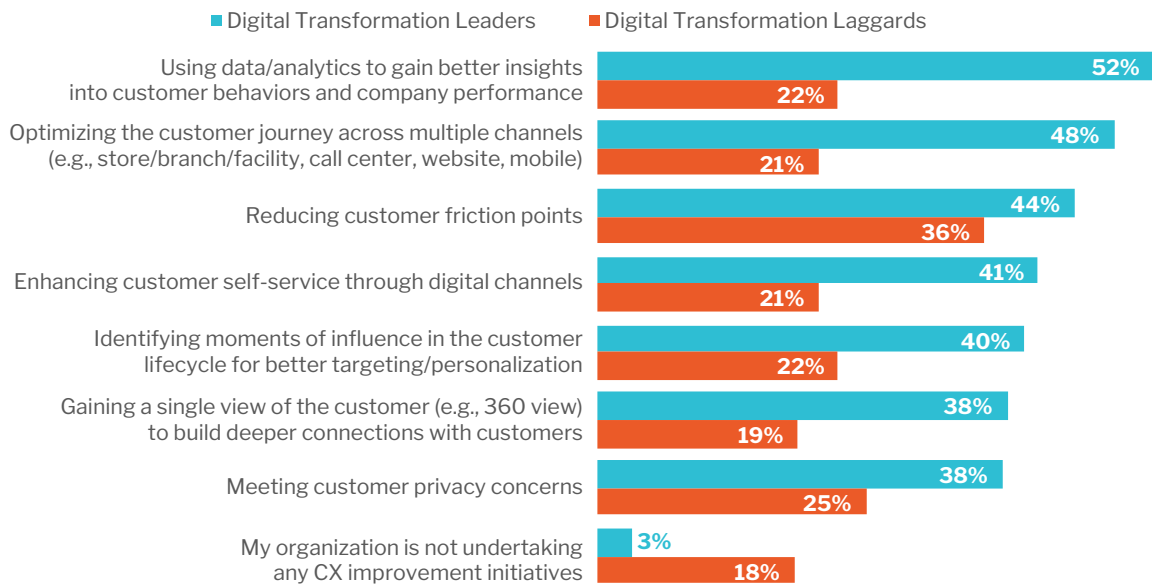 Digital Transformation Leaders Digital Transformation Laggards
Using data/analytics to gain better insights
into customer behaviors and company performance
52%
22%
Optimizing the customer journey across multiple channels
(e.g., store/branch/facility, call center, website, mobile)
48%
21%
Reducing customer friction points
44%
36%
Enhancing customer self-service through digital channels
41%
21%
Identifying moments of influence in the customer
lifecycle for better targeting/personalization
40%
22%
Gaining a single view of the customer (e.g., 360 view)
to build deeper connections with customers
38%
19%
Meeting customer privacy concerns
38%
25%
My organization is not undertaking
any CX improvement initiatives
3%
18%